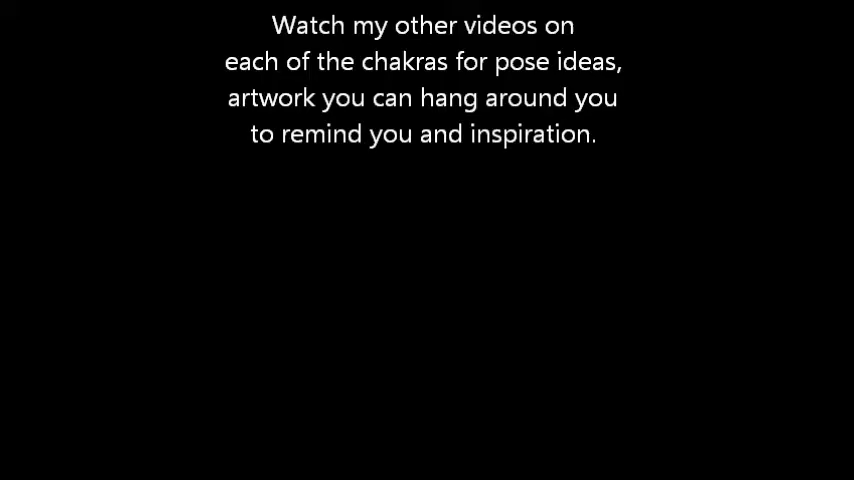 Watch my other videos on
each of the chakras for pose ideas,
artwork you can hang around you
to remind you and inspiration.